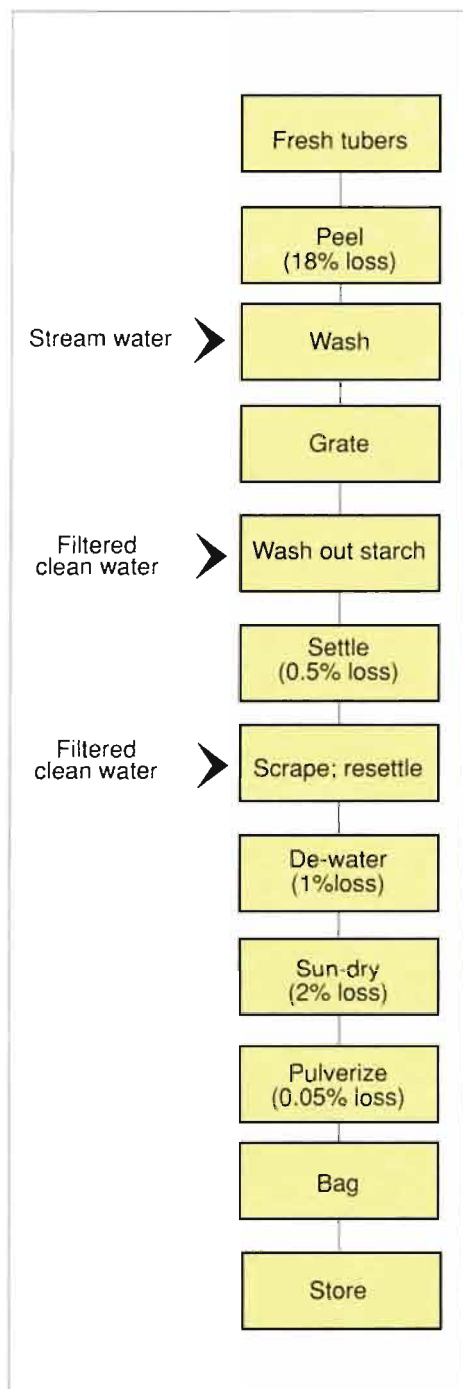 Fresh tubers
Peel
(18% loss)
Stream water
Wash
Grate
Filtered
clean water
Wash out starch
Settle
(0.5% loss)
Filtered
clean water
Scrape; resettle
De-water
(1%loss)
Sun-dry
(2% loss)
Pulverize
(0.05% loss)
Bag
Store